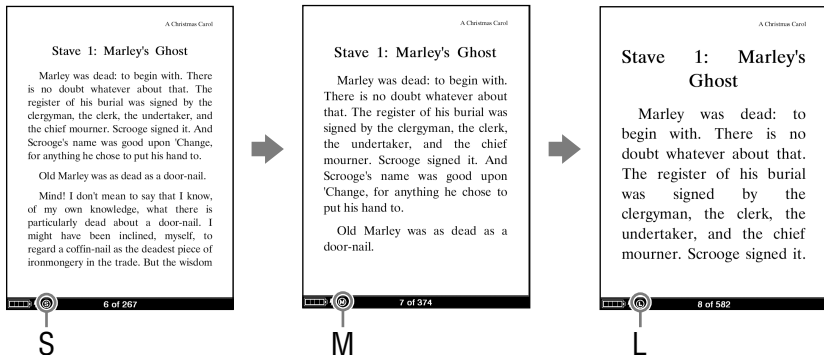 A Christmas Carol
Stave 1: Marley's Ghost
Marley was dead: to begin with. There
is no doubt whatever about that. The
register of his burial was signed by the
clergyman, the clerk, the undertaker, and
the chief mourner. Scrooge signed it. And
Scrooge's name was good upon 'Change,
for anything he chose to put his hand to.
Old Marley was as dead as a door-nail.
Mind! I don't mean to say that I know,
of my own knowledge, what there is
particularly dead about a door-nail. I
might have been inclined, myself, to
regard a coffin-nail as the deadest piece of
ironmongery in the trade. But the wisdom
S
6 of 267
S
A Christmas Carol
Stave 1: Marley's Ghost
Marley was dead: to begin with.
There is no doubt whatever about
that. The register of his burial was
signed by the clergyman, the clerk,
the undertaker, and the chief
mourner. Scrooge signed it. And
Scrooge's name was good upon
'Change, for anything he chose to
put his hand to.
Old Marley was as dead as a
door-nail.
M
7 of 374
M
A Christmas Carol
Stave 1: Marley's
Ghost
Marley was dead: to
begin with. There is no
doubt whatever about that.
The register of his burial
was signed by the
clergyman, the clerk, the
undertaker, and the chief
mourner. Scrooge signed it.
L
8 of 582
L